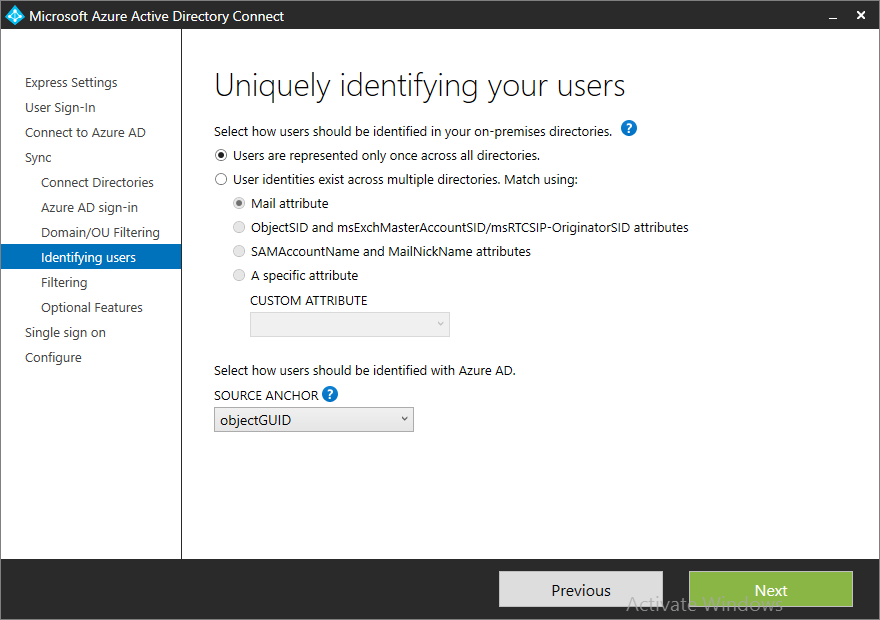 Microsoft Azure Active Directory Connect
Express Settings
User Sign-In
Connect to Azure AD
Sync
Connect Directories
Azure AD sign-in
Domain/OU Filtering
Identifying users
Filtering
Optional Features
Single sign on
Configure
Uniquely identifying your users
Select how users should be identified in your on-premises directories. ?
Users are represented only once across all directories.
User identities exist across multiple directories. Match using:
Mail attribute
ObjectSID and msExchMasterAccountSID/msRTCSIP-OriginatorSID attributes
SAMAccountName and MailNickName attributes
A specific attribute
CUSTOM ATTRIBUTE
Select how users should be identified with Azure AD.
SOURCE ANCHOR ?
objectGUID
Previous
Next
Activate Windows